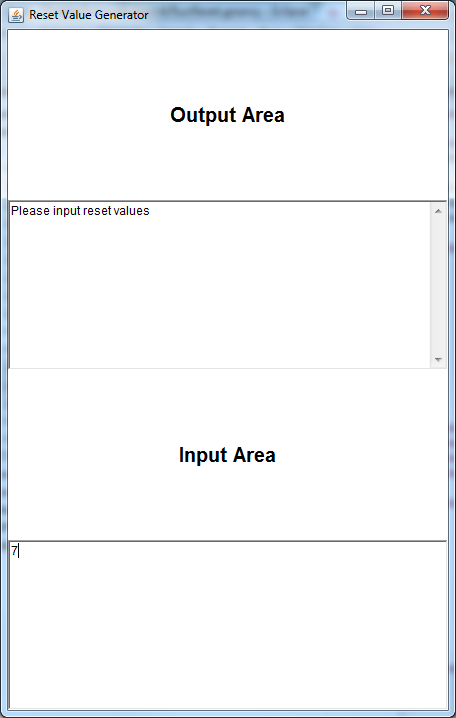 Reset Value Generator
Output Area
Please input reset values
Input Area
7